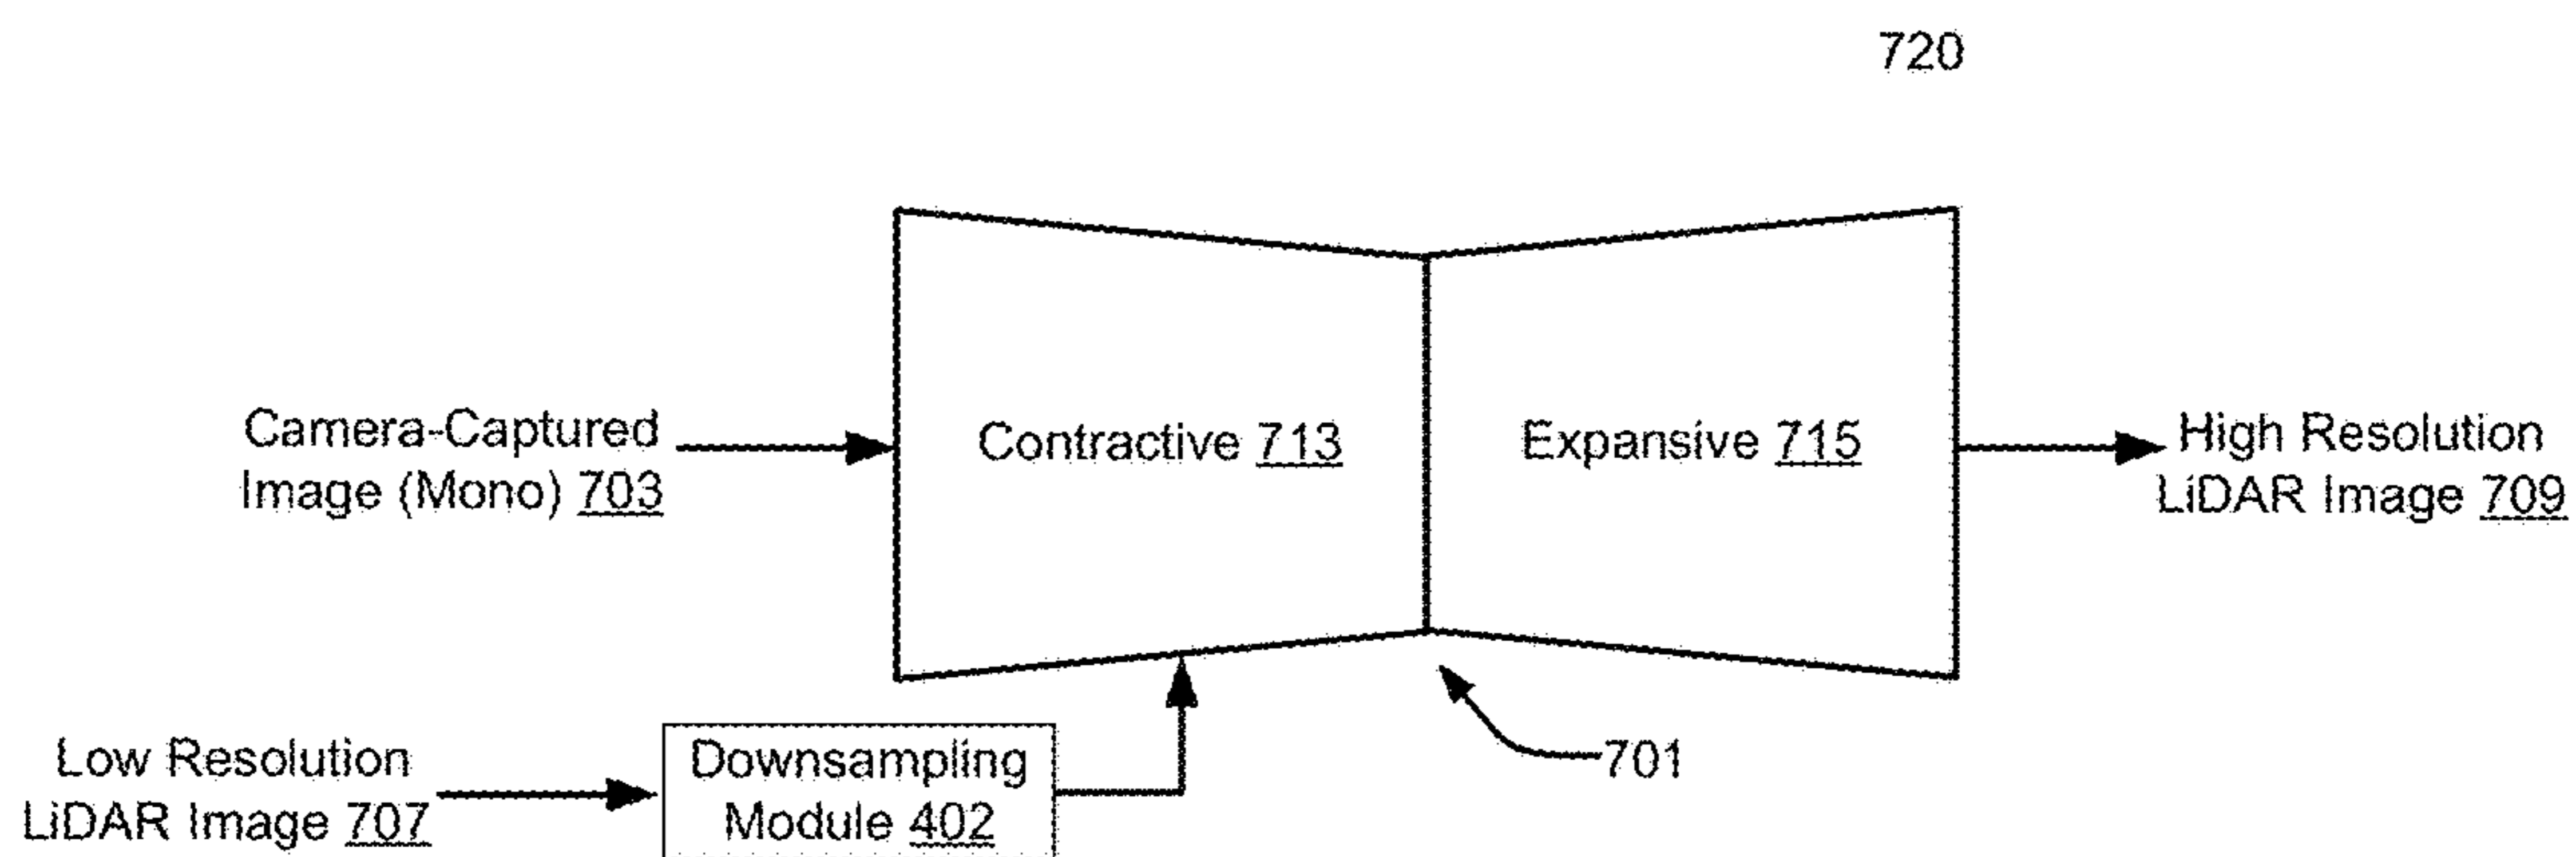 720
Camera-Captured
Image (Mono) 703
Contractive 713
Expansive 715
High Resolution
LiDAR Image 709
Low Resolution
LiDAR Image 707
Downsampling
Module 402
701